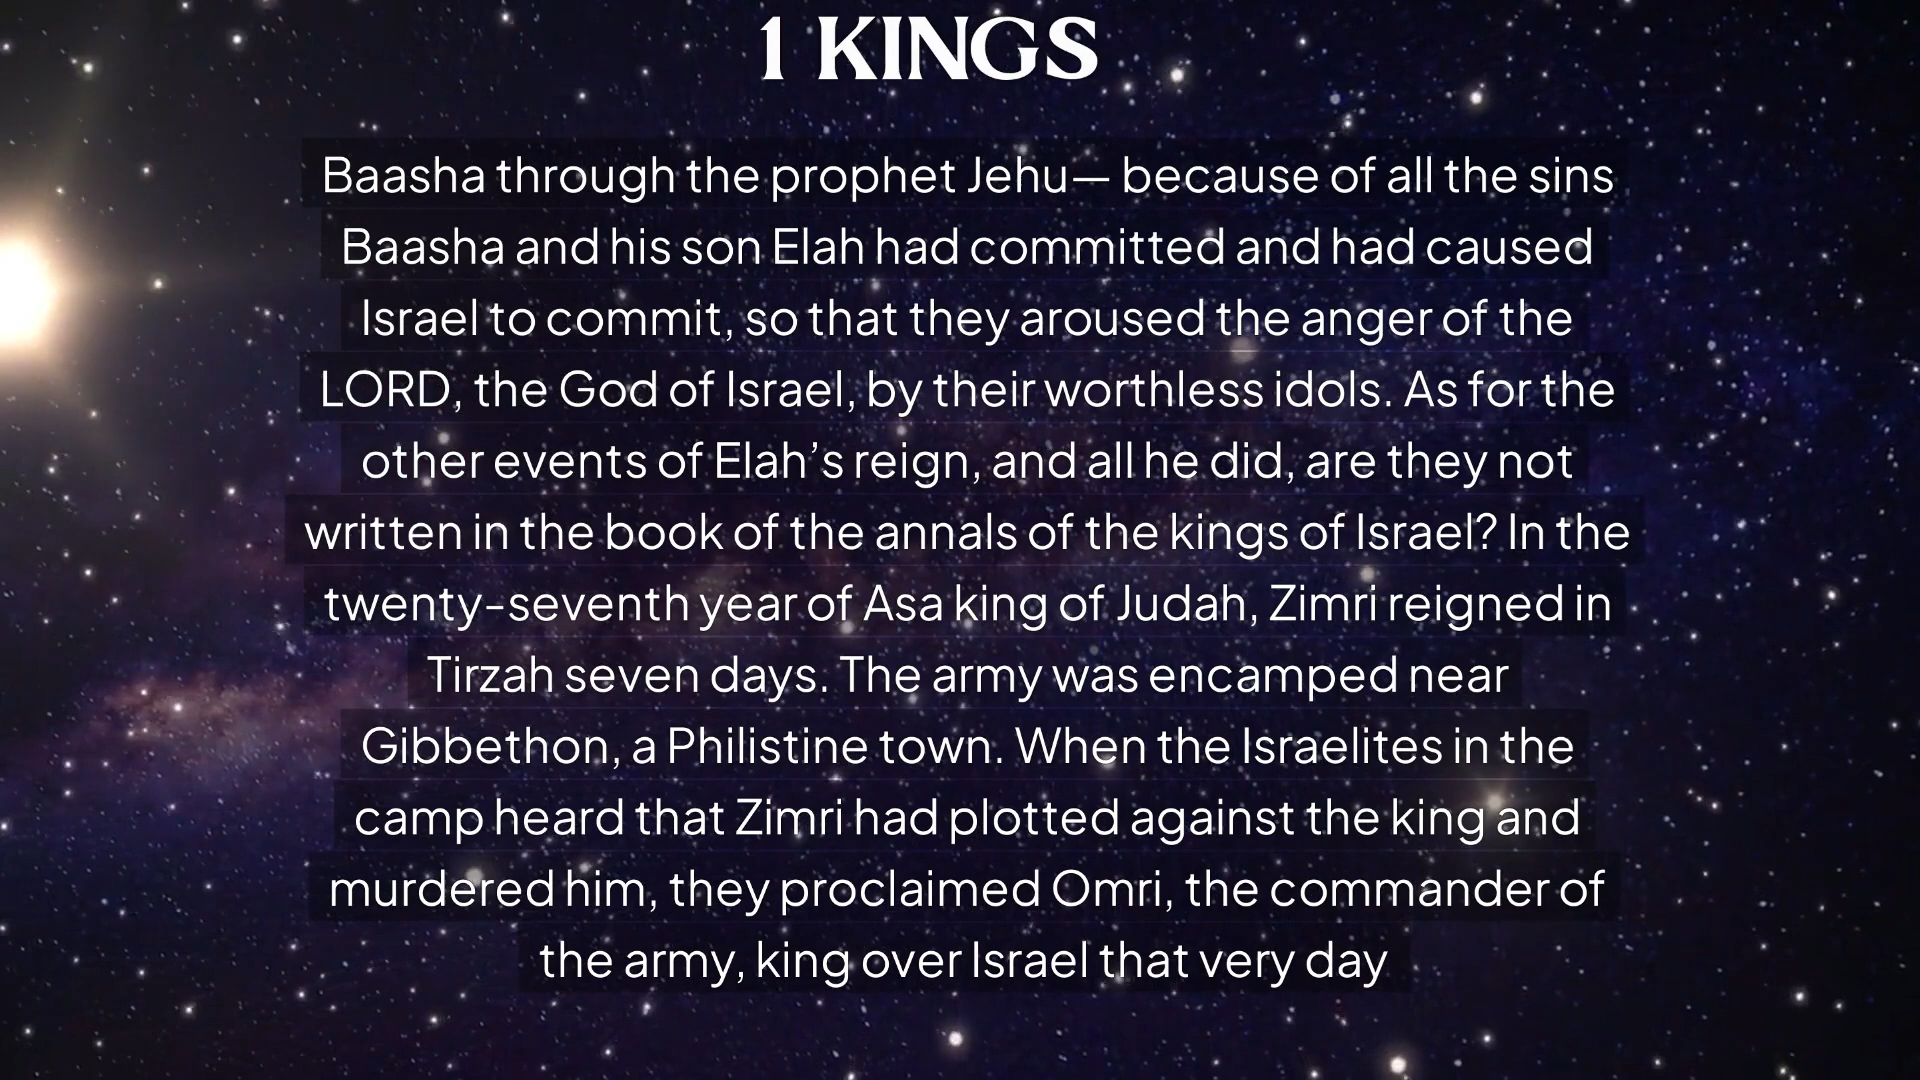 1 KINGS
Baasha through the prophet Jehu— because of all the sins
Baasha and his son Elah had committed and had caused
Israel to commit, so that they aroused the anger of the
LORD, the God of Israel, by their worthless idols. As for the
other events of Elah’s reign, and all he did, are they not
written in the book of the annals of the kings of Israel? In the
twenty-seventh year of Asa king of Judah, Zimri reigned in
Tirzah seven days. The army was encamped near
Gibbethon, a Philistine town. When the Israelites in the
camp heard that Zimri had plotted against the king and
murdered him, they proclaimed Omri, the commander of
the army, king over Israel that very day